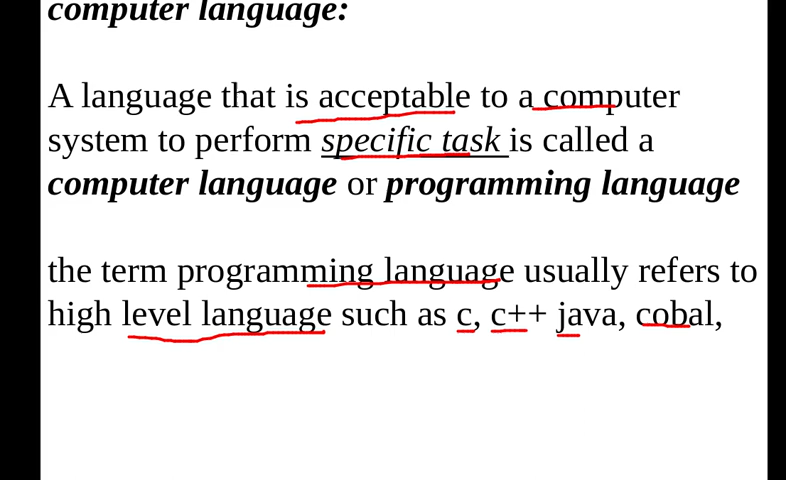 computer language:
A language that is acceptable to a computer
system to perform specific task is called a
computer language or programming language
the term programming language usually refers to
high level language such as c, c++ java, cobal,